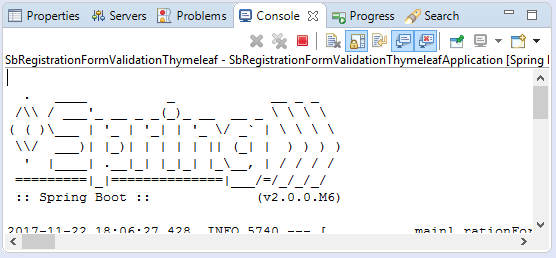 Properties Servers Problems Console Progress Search
SbRegistrationFormValidationThymeleaf - SbRegistrationFormValidationThymeleafApplication [Spring
  .   ____          _            __ _ _
 /\\ / ___'_ __ _ _(_)_ __  __ _ \ \ \ \
( ( )\___ | '_ | '_| | '_ \/ _` | \ \ \ \
 \\/  ___)| |_)| | | | | || (_| |  ) ) ) )
  '  |____| .__|_| |_|_| |_\__, | / / / /
 =========|_|==============|___/=/_/_/_/
 :: Spring Boot ::             (v2.0.0.M6)
2017-11-22 18:06:27.428  INFO 5740 --- [           main] rationFor